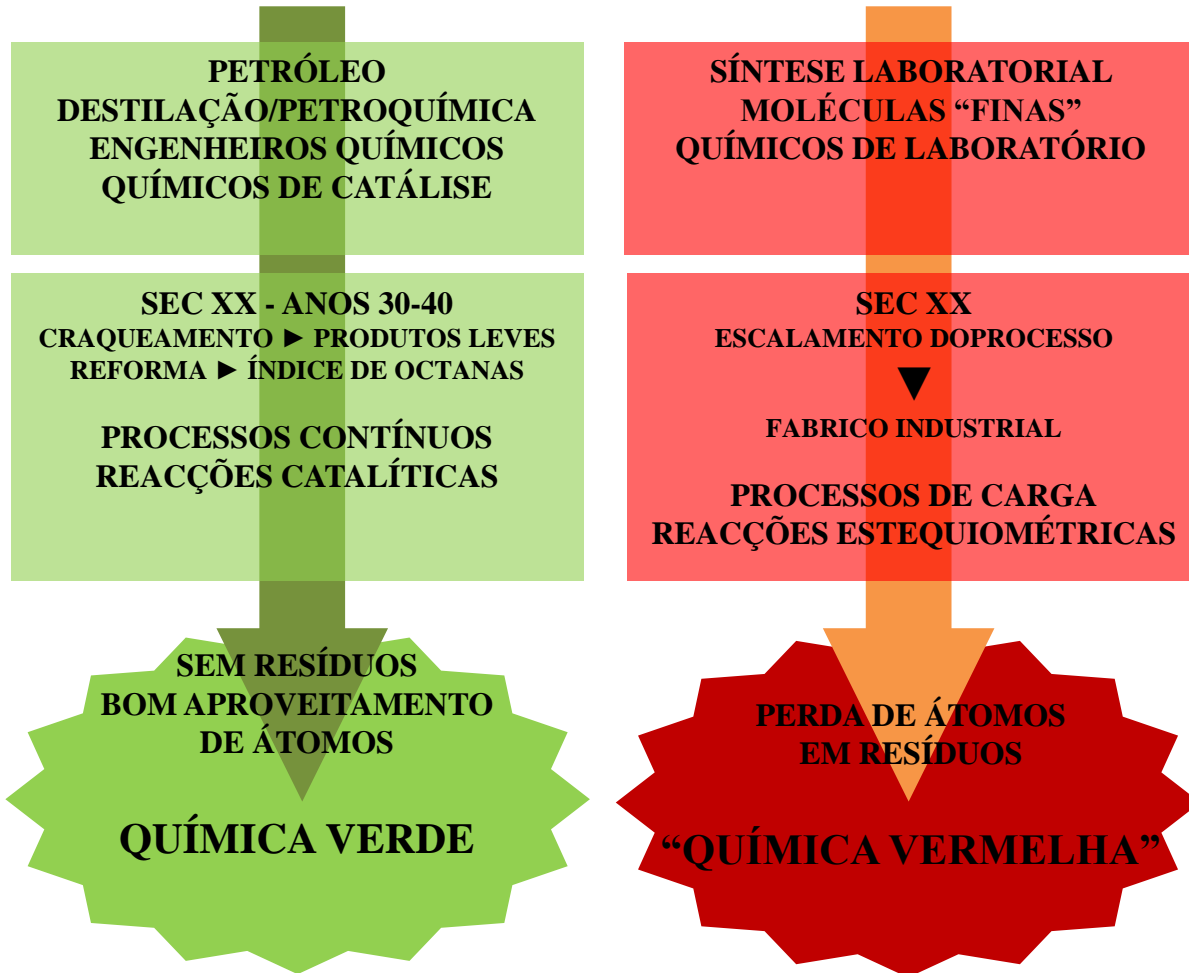 PETRÓLEO
DESTILAÇÃO/PETROQUÍMICA
ENGENHEIROS QUÍMICOS
QUÍMICOS DE CATÁLISE
SEC XX - ANOS 30-40
CRAQUEAMENTO ► PRODUTOS LEVES
REFORMA ► ÍNDICE DE OCTANAS
PROCESSOS CONTÍNUOS
REACÇÕES CATALÍTICAS
SEM RESÍDUOS
BOM APROVEITAMENTO
DE ÁTOMOS
QUÍMICA VERDE
SÍNTESE LABORATORIAL
MOLÉCULAS “FINAS”
QUÍMICOS DE LABORATÓRIO
SEC XX
ESCALAMENTO DOPROCESSO
▼
FABRICO INDUSTRIAL
PROCESSOS DE CARGA
REACÇÕES ESTEQUIOMÉTRICAS
PERDA DE ÁTOMOS
EM RESÍDUOS
“QUÍMICA VERMELHA”